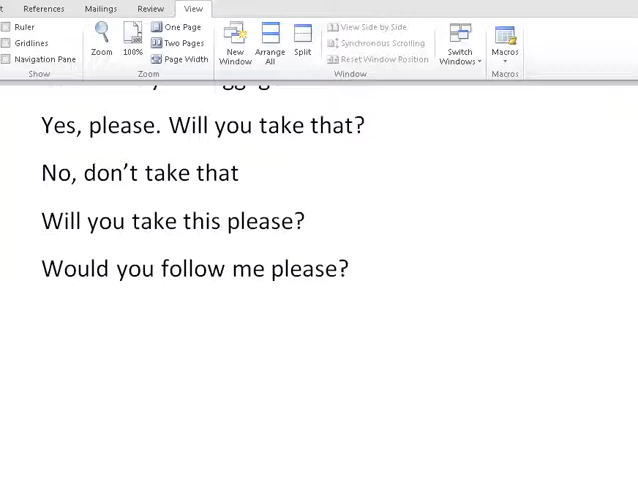 References Mailings Review View
Ruler
Gridlines
Navigation Pane
Show
Zoom
100%
One Page
Two Pages
Page Width
Zoom
New Window
Arrange All
Split
View Side by Side
Synchronous Scrolling
Reset Window Position
Window
Switch Windows
Macros
Macros
Yes, please. Will you take that?
No, don’t take that
Will you take this please?
Would you follow me please?